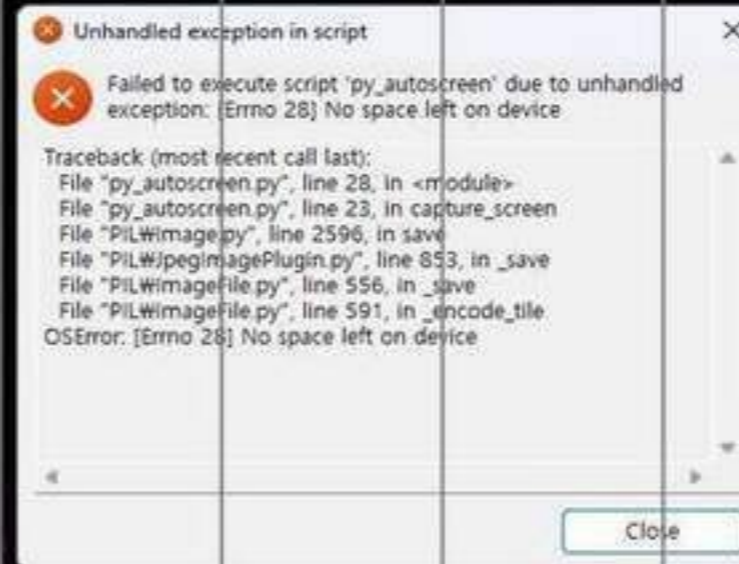 Unhandled exception in script
Failed to execute script 'py_autoscreen' due to unhandled
exception: [Errno 28] No space left on device
Traceback (most recent call last):
File "py_autoscreen.py", line 28, in <module>
File "py_autoscreen.py", line 23, in capture_screen
File "PIL₩Image.py", line 2596, in save
File "PIL₩JpegImagePlugin.py", line 853, in _save
File "PIL₩ImageFile.py", line 556, in _save
File "PIL₩ImageFile.py", line 591, in _encode_tile
OSError: [Errno 28] No space left on device
Close